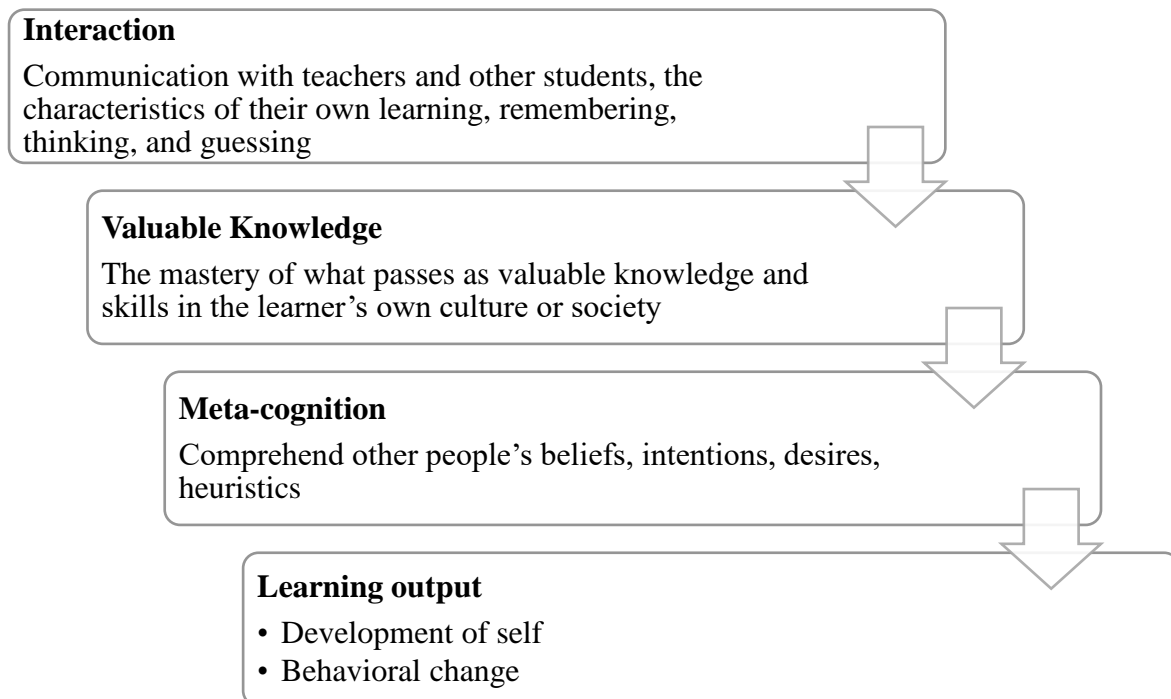 Interaction
Communication with teachers and other students, the
characteristics of their own learning, remembering,
thinking, and guessing
Valuable Knowledge
The mastery of what passes as valuable knowledge and
skills in the learner’s own culture or society
Meta-cognition
Comprehend other people’s beliefs, intentions, desires,
heuristics
Learning output
• Development of self
• Behavioral change